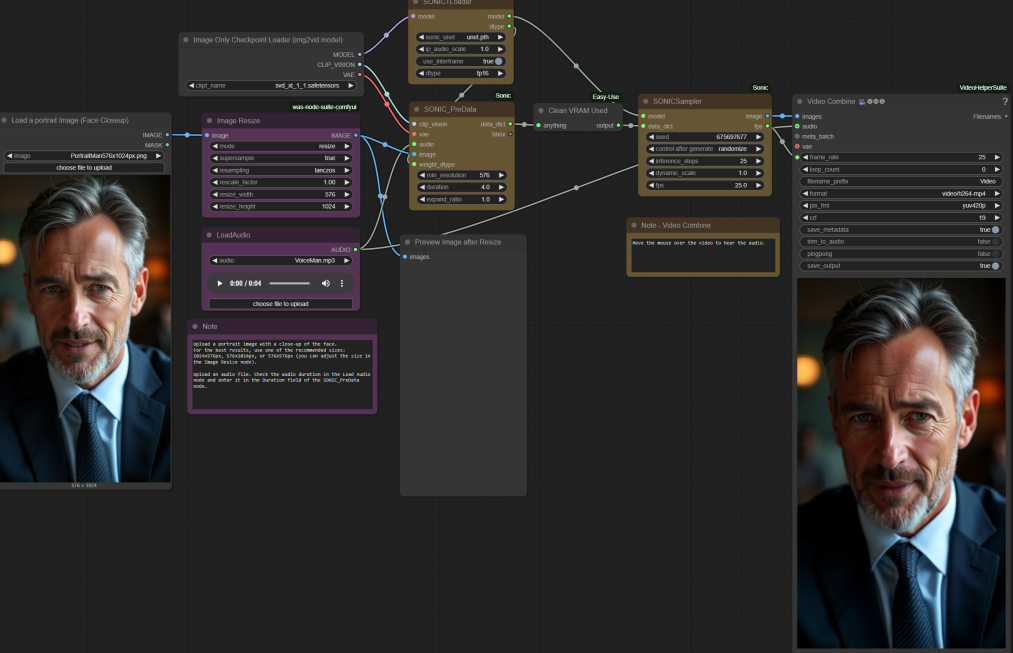 SONICTLoader
model
model
dtype
sonic_unet
unet.pth
ip_audio_scale
1.0
use_interframe
true
dtype
fp16
Image Only Checkpoint Loader (img2vid model)
MODEL
CLIP_VISION
VAE
ckpt_name
svd_xt_1_1.safetensors
was-node-suite-comfyui
Load a portrait Image (Face Closeup)
IMAGE
MASK
image
PortraitMan576x1024px.png
choose file to upload
576 × 1024
Image Resize
image
IMAGE
mode
resize
supersample
true
resampling
lanczos
rescale_factor
1.00
resize_width
576
resize_height
1024
LoadAudio
AUDIO
audio
VoiceMan.mp3
0:00 / 0:04
choose file to upload
Note
Upload a portrait image with a close-up of the face.
For the best results, use one of the recommended sizes:
1024x576px, 576x1024px, or 576x576px (you can adjust the size in
the Image Resize node).
Upload an audio file. Check the audio duration in the Load Audio
node and enter it in the Duration field of the SONIC_PreData
node.
Sonic
SONIC_PreData
clip_vision
data_dict
vae
bbox
audio
image
weight_dtype
min_resolution
576
duration
4.0
expand_ratio
1.0
Preview Image after Resize
images
Easy-Use
Clean VRAM Used
anything
output
Sonic
SONICSampler
model
image
data_dict
fps
seed
675697677
control after generate
randomize
inference_steps
25
dynamic_scale
1.0
fps
25.0
Note - Video Combine
Move the mouse over the video to hear the audio.
VideoHelperSuite
Video Combine
?
images
Filenames
audio
meta_batch
vae
frame_rate
25
loop_count
0
filename_prefix
Video
format
video/h264-mp4
pix_fmt
yuv420p
crf
19
save_metadata
true
trim_to_audio
false
pingpong
false
save_output
true